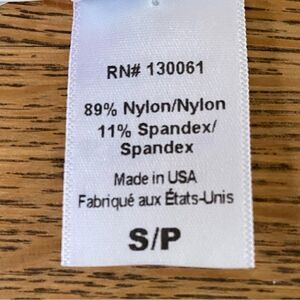 RN# 130061
89% Nylon/Nylon
11% Spandex/
Spandex
Made in USA
Fabriqué aux États-Unis
S/P